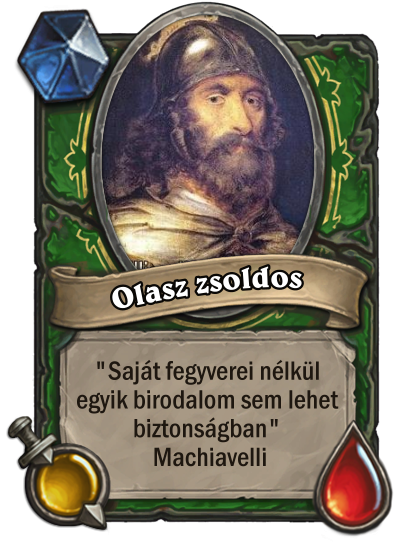 Olasz zsoldos
"Saját fegyverei nélkül
egyik birodalom sem lehet
biztonságban"
Machiavelli